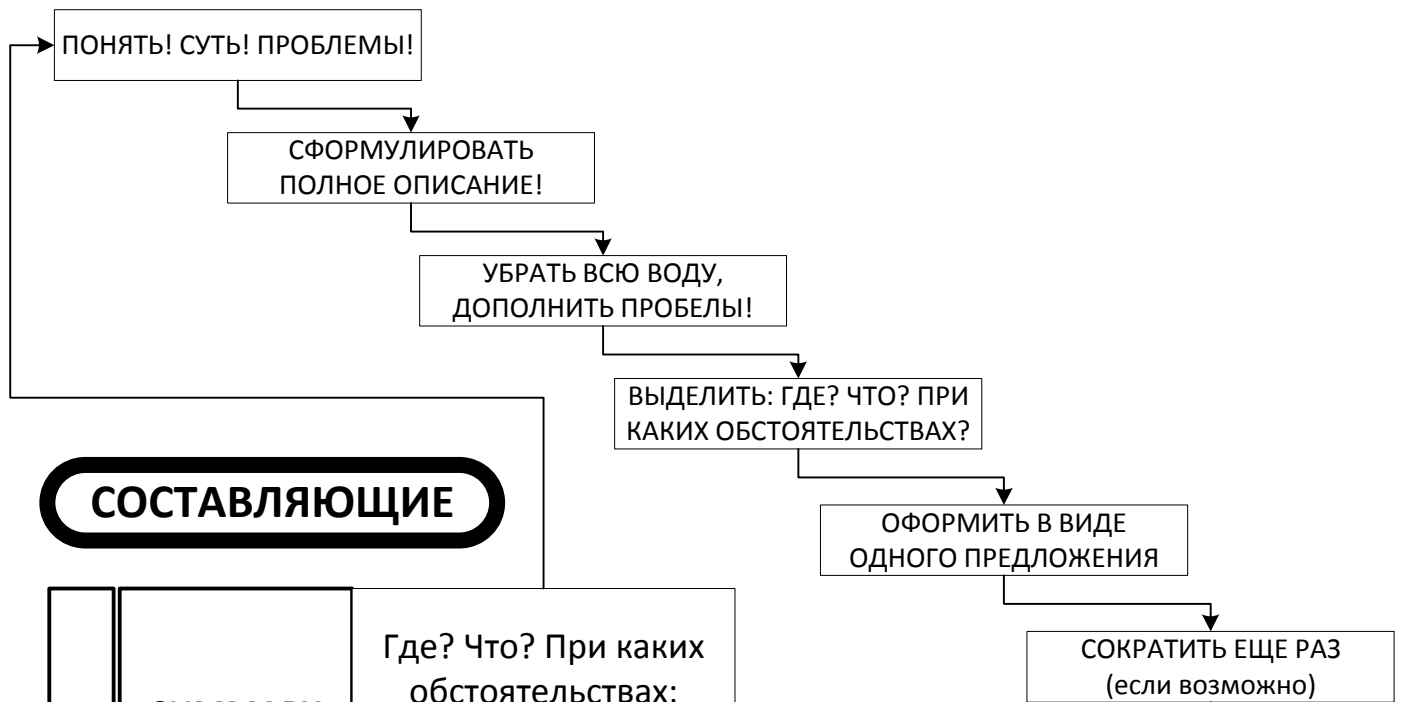 ПОНЯТЬ! СУТЬ! ПРОБЛЕМЫ!
СФОРМУЛИРОВАТЬ
ПОЛНОЕ ОПИСАНИЕ!
УБРАТЬ ВСЮ ВОДУ,
ДОПОЛНИТЬ ПРОБЕЛЫ!
ВЫДЕЛИТЬ: ГДЕ? ЧТО? ПРИ
КАКИХ ОБСТОЯТЕЛЬСТВАХ?
СОСТАВЛЯЮЩИЕ
ОФОРМИТЬ В ВИДЕ
ОДНОГО ПРЕДЛОЖЕНИЯ
Где? Что? При каких
обстоятельствах:
СОКРАТИТЬ ЕЩЕ РАЗ
(если возможно)